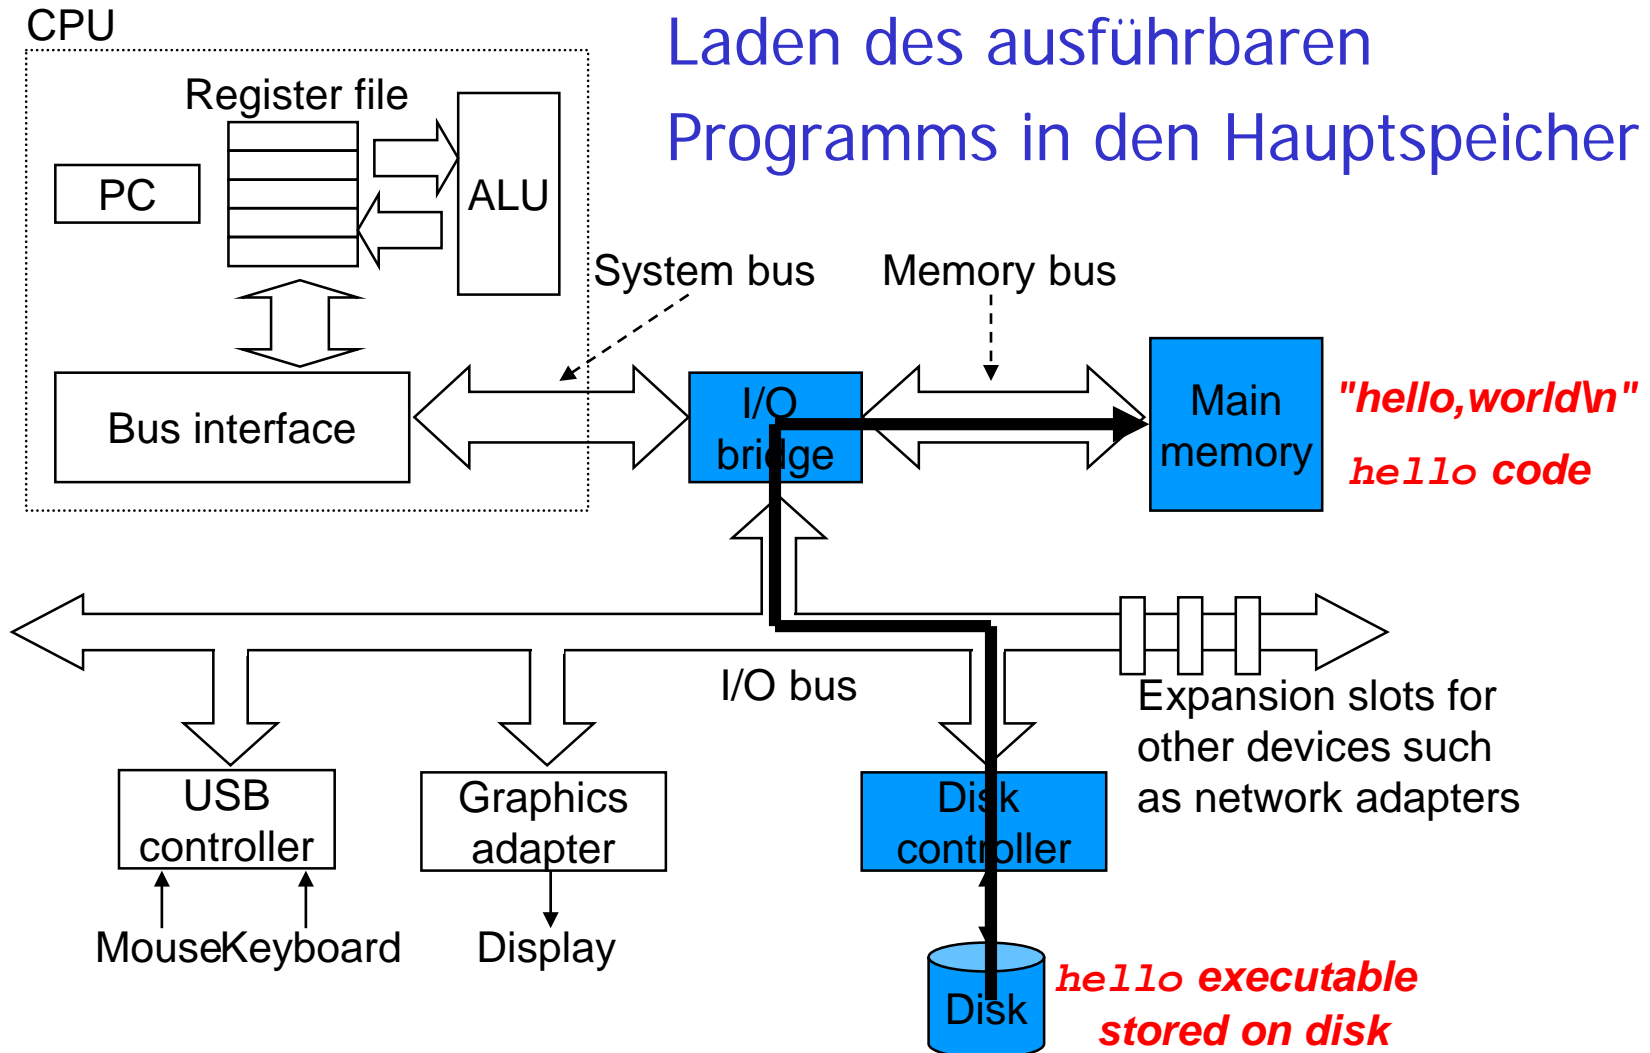 CPU
Laden des ausführbaren
Programms in den Hauptspeicher
Register file
PC
ALU
System bus
Memory bus
Bus interface
I/O
bridge
Main
memory
"hello,world\n"
hello code
I/O bus
Expansion slots for
other devices such
as network adapters
USB
controller
Graphics
adapter
Disk
controller
Mouse
Keyboard
Display
Disk
hello executable
stored on disk